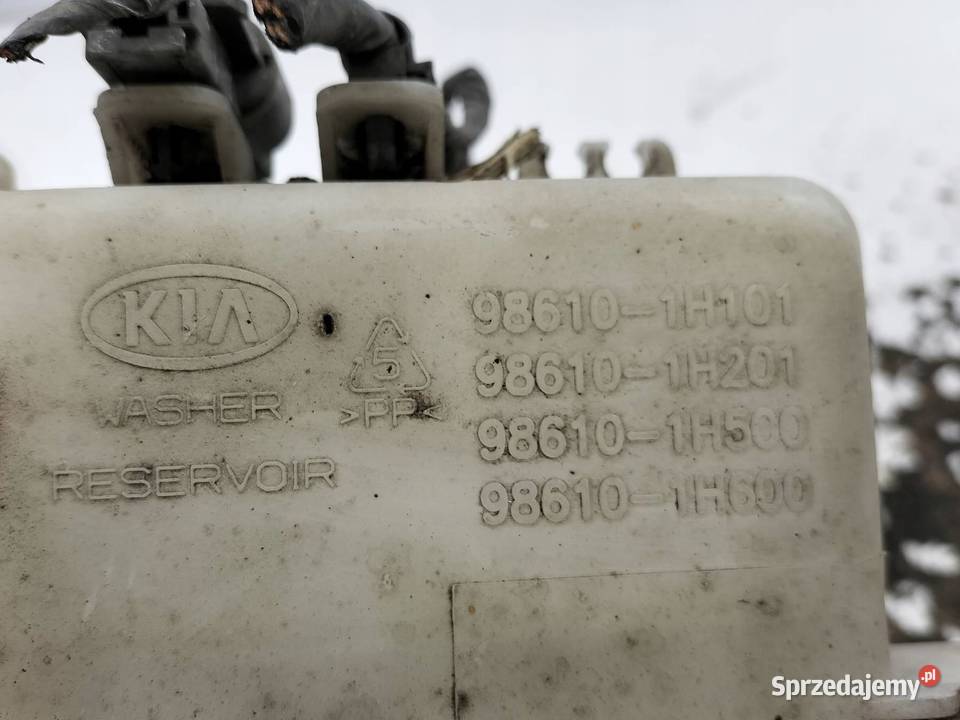 KIA
WASHER
RESERVOIR
5
>PP<
98610-1H101
98610-1H201
98610-1H500
98610-1H600
Sprzedajemy.pl